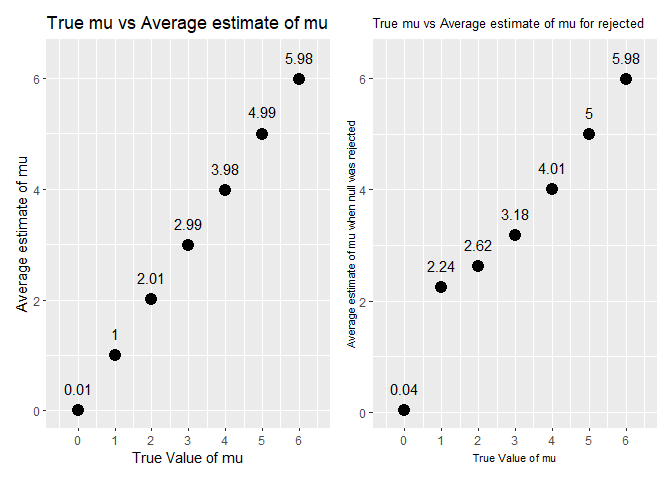 True mu vs Average estimate of mu
5.98
4.99
3.98
2.99
2.01
1
0.01
6
4
2
0
Average estimate of mu
0 1 2 3 4 5 6
True Value of mu
True mu vs Average estimate of mu for rejected
5.98
5
4.01
3.18
2.62
2.24
0.04
6
4
2
0
Average estimate of mu when null was rejected
0 1 2 3 4 5 6
True Value of mu